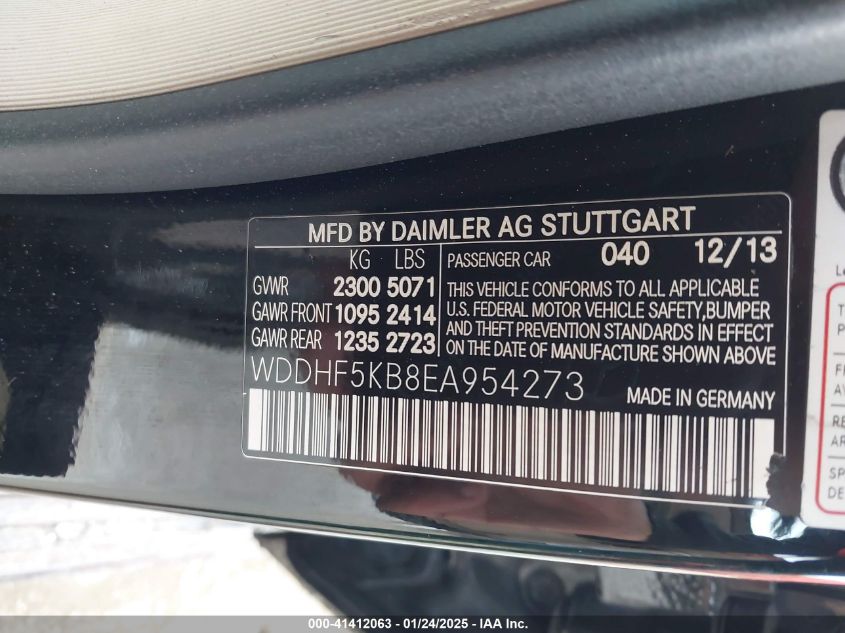 MFD BY DAIMLER AG STUTTGART
KG LBS
GVWR 2300 5071
GAWR FRONT 1095 2414
GAWR REAR 1235 2723
PASSENGER CAR 040 12/13
THIS VEHICLE CONFORMS TO ALL APPLICABLE
U.S. FEDERAL MOTOR VEHICLE SAFETY,BUMPER
AND THEFT PREVENTION STANDARDS IN EFFECT
ON THE DATE OF MANUFACTURE SHOWN ABOVE
WDDHF5KB8EA954273
MADE IN GERMANY
000-41412063 - 01/24/2025 - IAA Inc.